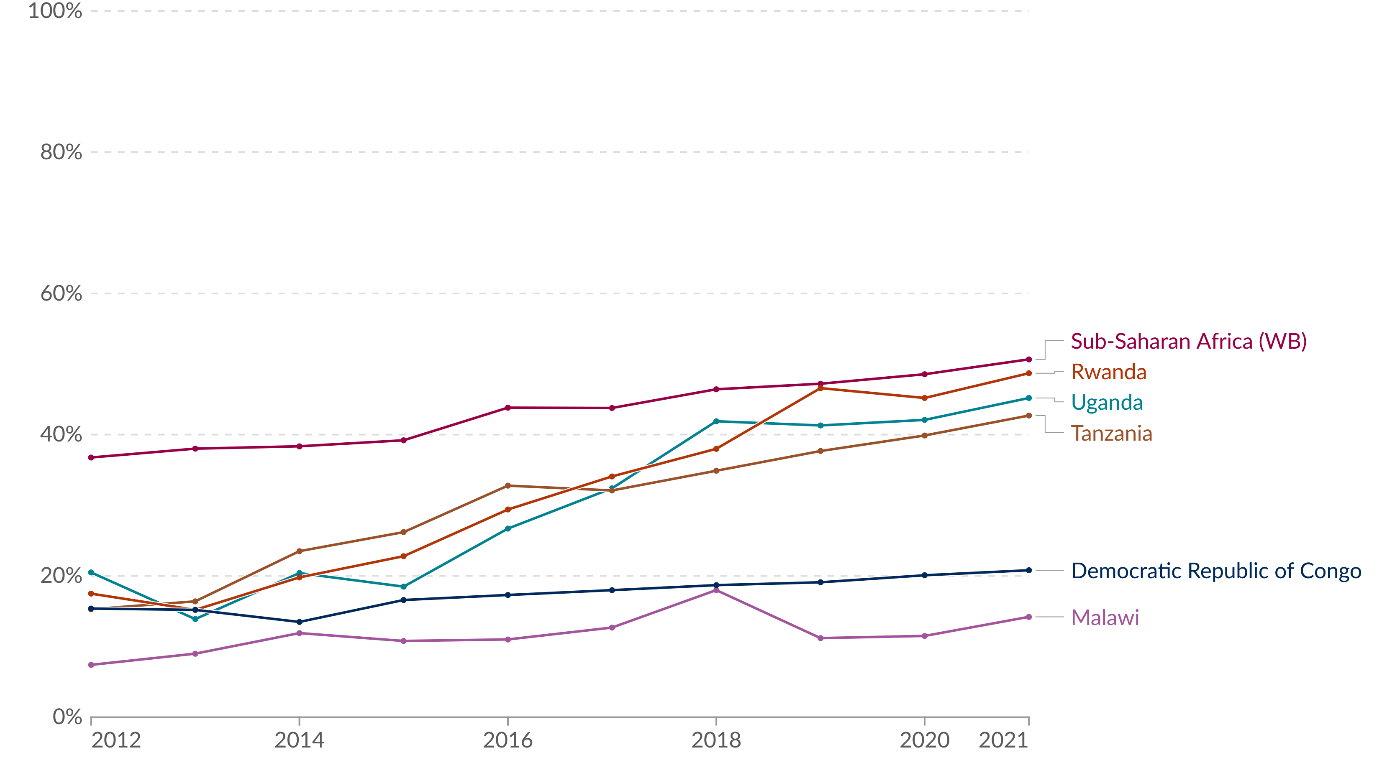 100%
80%
60%
40%
20%
0%
2012 2014 2016 2018 2020 2021
Sub-Saharan Africa (WB)
Rwanda
Uganda
Tanzania
Democratic Republic of Congo
Malawi